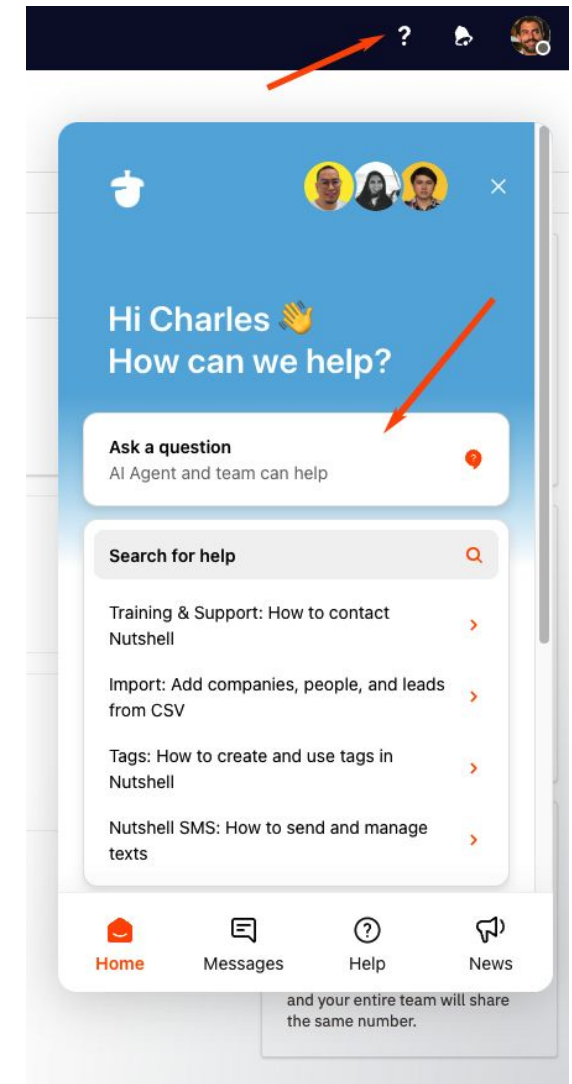 ?
Hi Charles 👋
How can we help?
Ask a question
AI Agent and team can help
?
Search for help
Training & Support: How to contact
Nutshell
Import: Add companies, people, and leads
from CSV
Tags: How to create and use tags in
Nutshell
Nutshell SMS: How to send and manage
texts
Home
Messages
Help
News
and your entire team will share
the same number.